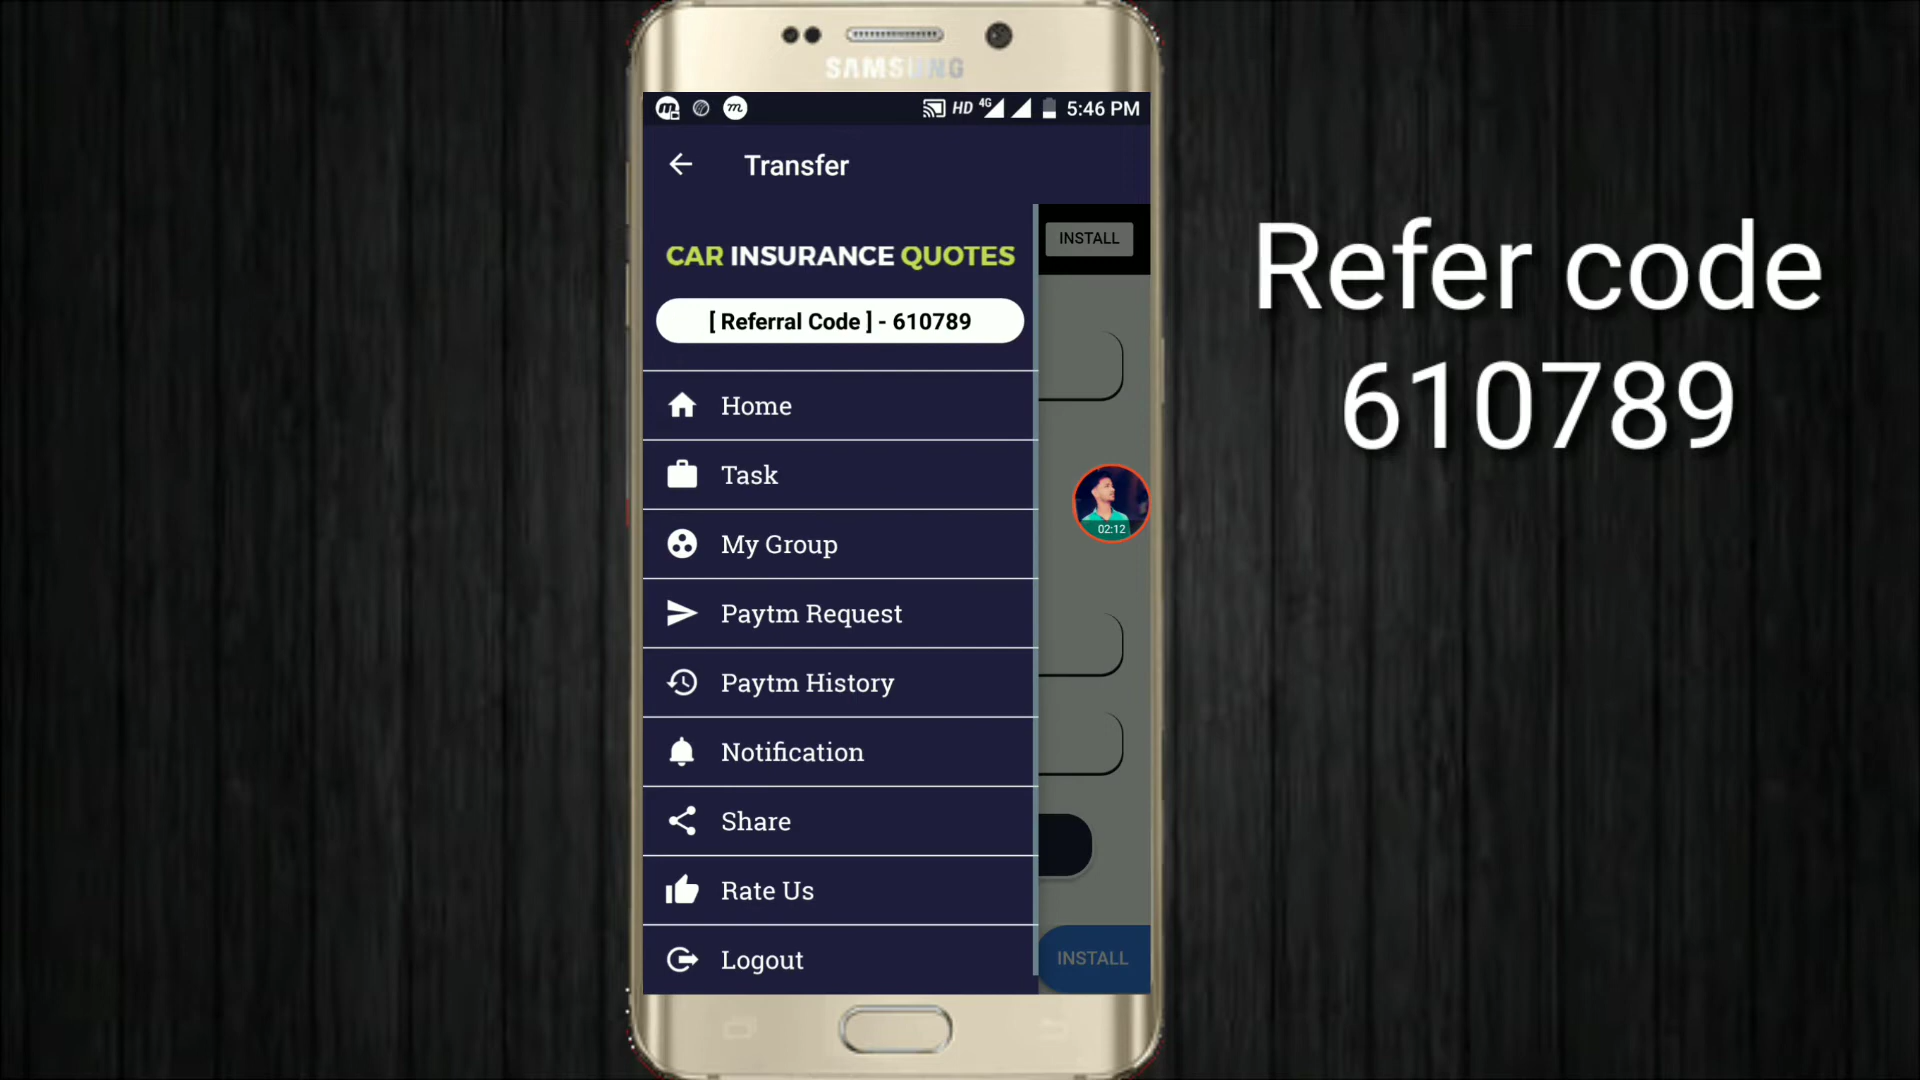 SAMSUNG
HD 4G 5:46 PM
Transfer
CAR INSURANCE QUOTES
INSTALL
[ Referral Code ] - 610789
Home
Task
My Group
Paytm Request
Paytm History
Notification
Share
Rate Us
Logout
02:12
INSTALL
Refer code
610789